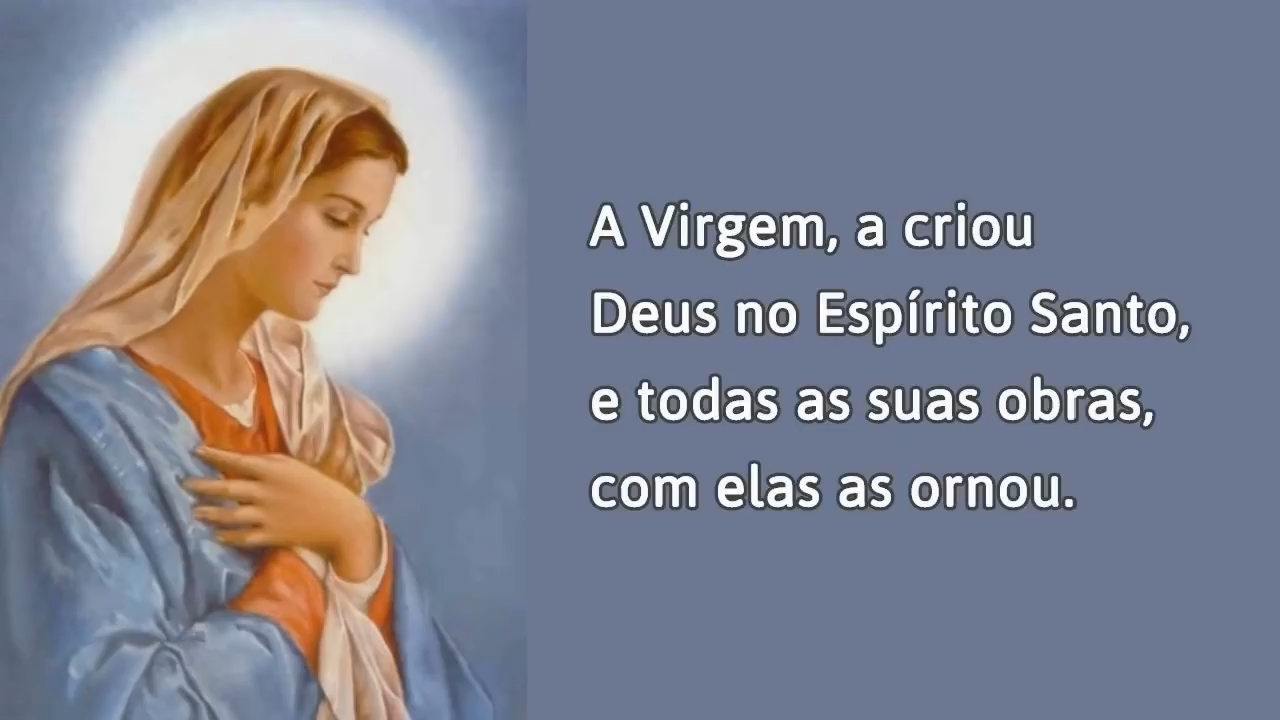 A Virgem, a criou
Deus no Espírito Santo,
e todas as suas obras,
com elas as ornou.